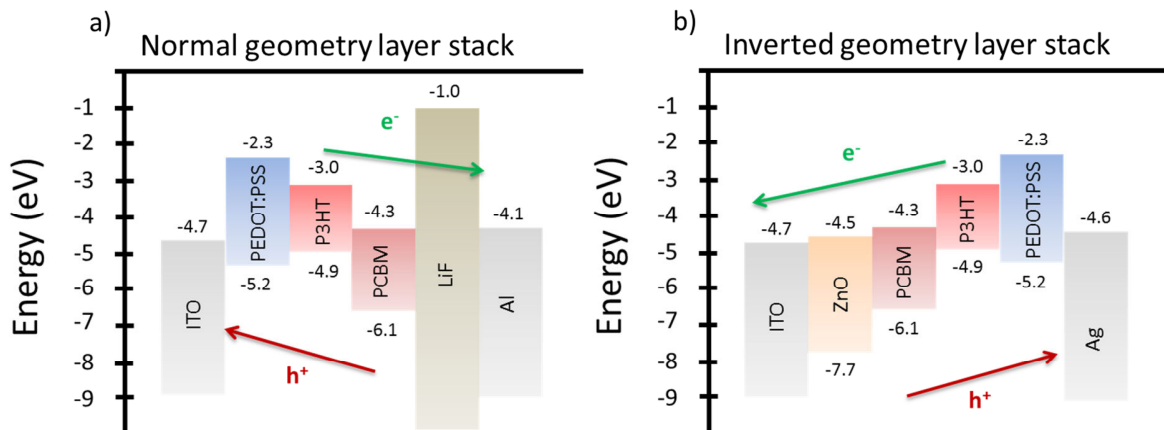 a)
Normal geometry layer stack
Energy (eV)
-1
-2
-3
-4
-5
-6
-7
-8
-9
-1.0
e-
-2.3
-3.0
-4.3
-4.1
-4.7
PEDOT:PSS
P3HT
-4.9
-5.2
PCBM
LiF
ITO
Al
-6.1
h+
b)
Inverted geometry layer stack
Energy (eV)
-1
-2
-3
-4
-5
-6
-7
-8
-9
e-
-2.3
-3.0
-4.7
-4.5
-4.3
-4.6
P3HT
PEDOT:PSS
-4.9
-5.2
ITO
ZnO
PCBM
-6.1
Ag
-7.7
h+